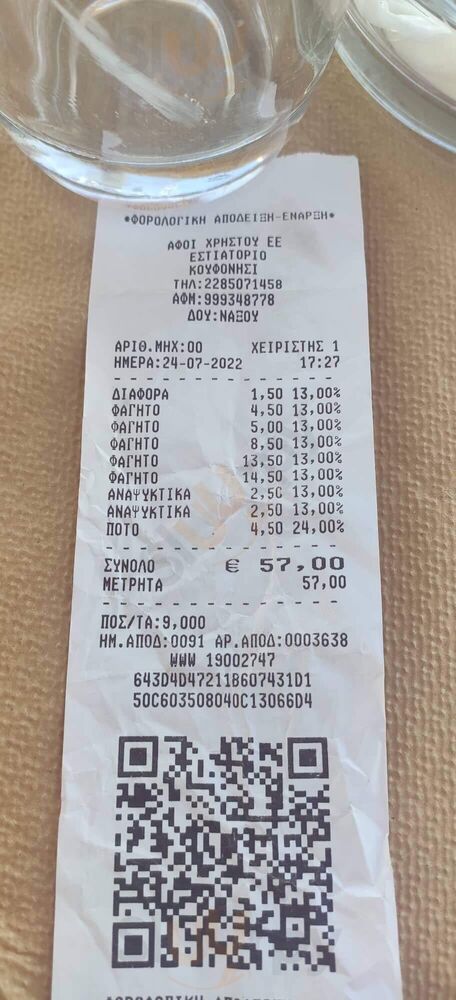 *ΦΟΡΟΛΟΓΙΚΗ ΑΠΟΔΕΙΞΗ-ΕΝΑΡΞΗ*
ΑΦΟΙ ΧΡΗΣΤΟΥ ΕΕ
ΕΣΤΙΑΤΟΡΙΟ
ΚΟΥΦΟΝΗΣΙ
ΤΗΛ:2285071458
ΑΦΜ:999348778
ΔΟΥ:ΝΑΞΟΥ
ΑΡΙΘ.ΜΗΧ:00 ΧΕΙΡΙΣΤΗΣ 1
ΗΜΕΡΑ:24-07-2022 17:27
ΔΙΑΦΟΡΑ 1,50 13,00%
ΦΑΓΗΤΟ 4,50 13,00%
ΦΑΓΗΤΟ 5,00 13,00%
ΦΑΓΗΤΟ 8,50 13,00%
ΦΑΓΗΤΟ 13,50 13,00%
ΦΑΓΗΤΟ 14,50 13,00%
ΑΝΑΨΥΚΤΙΚΑ 2,50 13,00%
ΑΝΑΨΥΚΤΙΚΑ 2,50 13,00%
ΠΟΤΟ 4,50 24,00%
ΣΥΝΟΛΟ € 57,00
ΜΕΤΡΗΤΑ 57,00
ΠΟΣ/ΤΑ:9,000
ΗΜ.ΑΠΟΔ:0091 ΑΡ.ΑΠΟΔ:0003638
WWW 19002747
643D4D47211B607431D1
50C603508040C13066D4